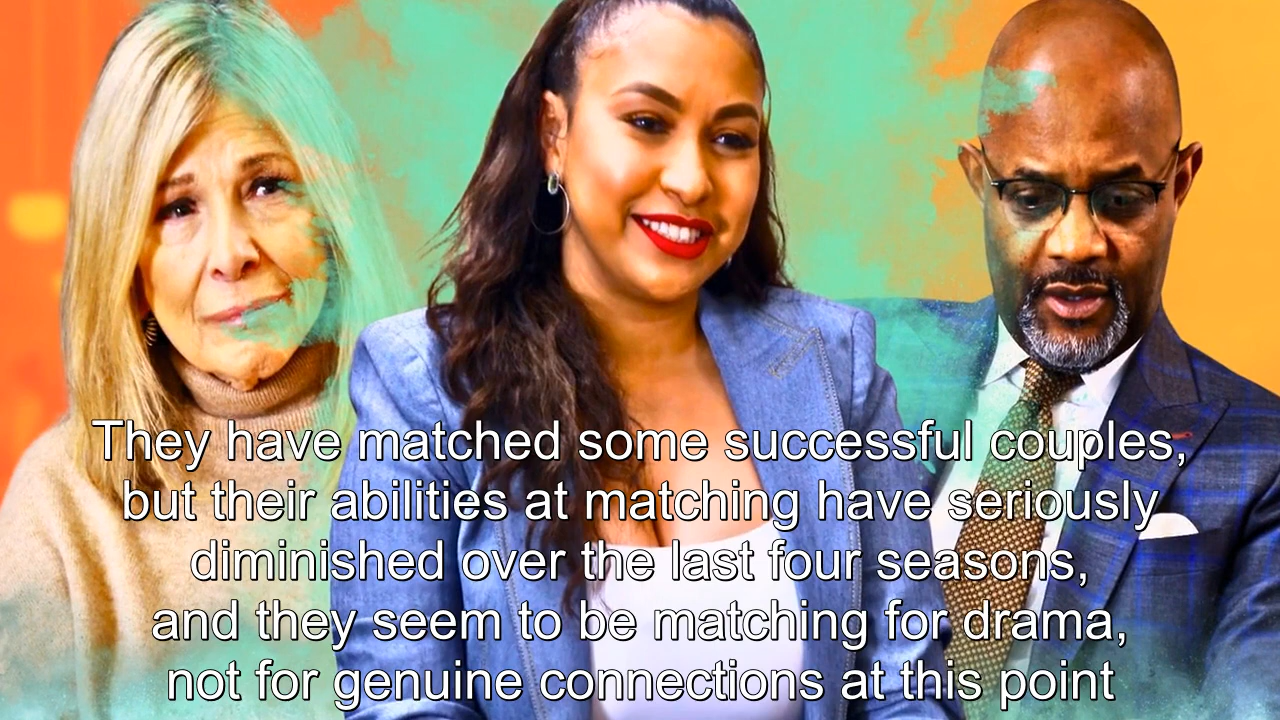 They have matched some successful couples,
but their abilities at matching have seriously
diminished over the last four seasons,
and they seem to be matching for drama,
not for genuine connections at this point